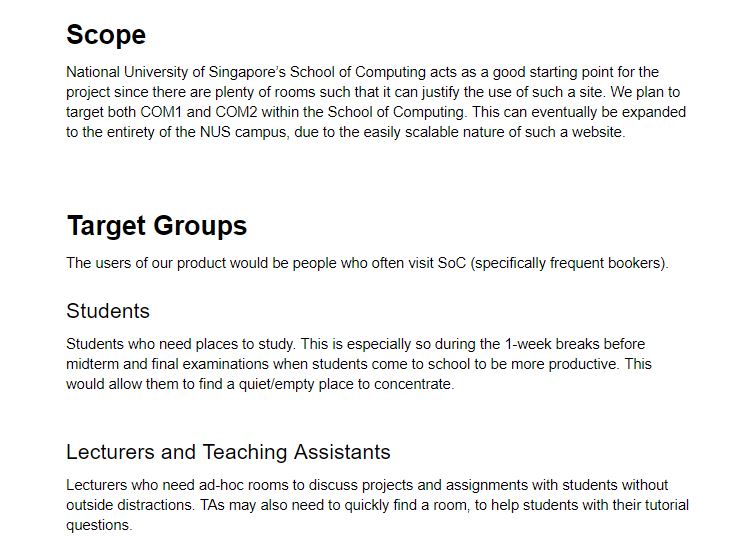 Scope
National University of Singapore's School of Computing acts as a good starting point for the
project since there are plenty of rooms such that it can justify the use of such a site. We plan to
target both COM1 and COM2 within the School of Computing. This can eventually be expanded
to the entirety of the NUS campus, due to the easily scalable nature of such a website.
Target Groups
The users of our product would be people who often visit SoC (specifically frequent bookers).
Students
Students who need places to study. This is especially so during the 1-week breaks before
midterm and final examinations when students come to school to be more productive. This
would allow them to find a quiet/empty place to concentrate.
Lecturers and Teaching Assistants
Lecturers who need ad-hoc rooms to discuss projects and assignments with students without
outside distractions. TAs may also need to quickly find a room, to help students with their tutorial
questions.